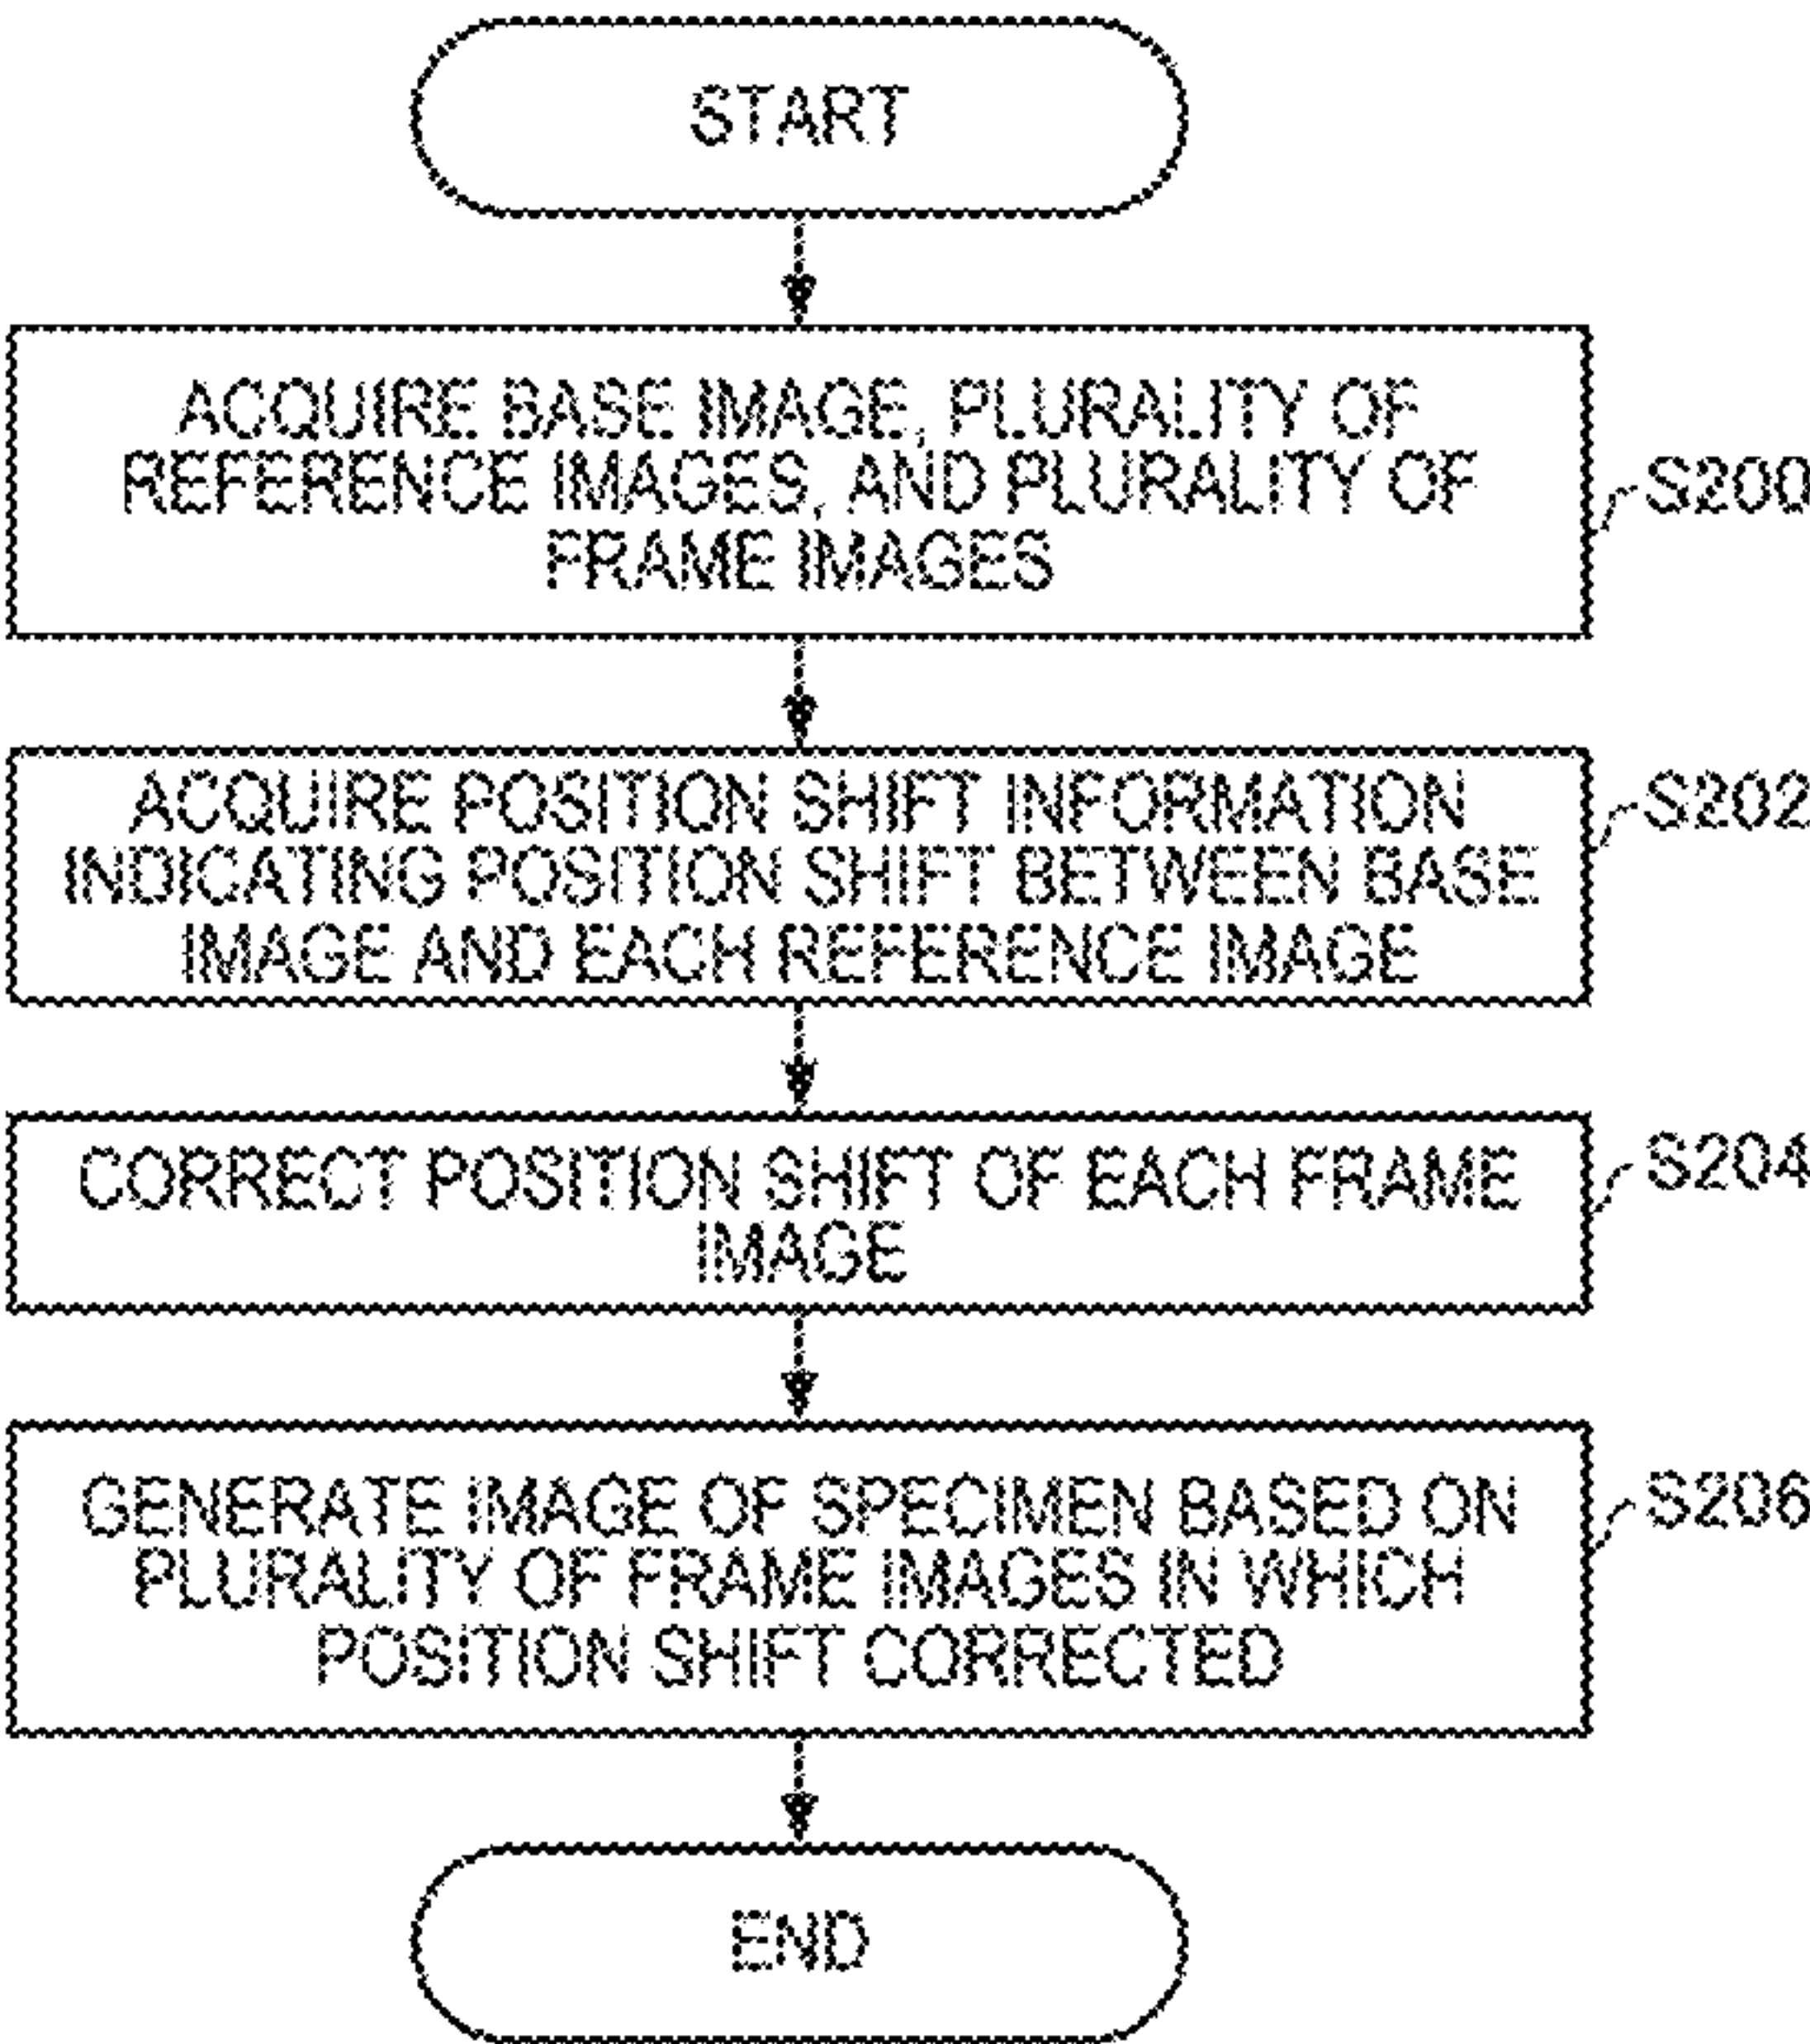 START
ACQUIRE BASE IMAGE, PLURALITY OF
REFERENCE IMAGES, AND PLURALITY OF
FRAME IMAGES
S200
ACQUIRE POSITION SHIFT INFORMATION
INDICATING POSITION SHIFT BETWEEN BASE
IMAGE AND EACH REFERENCE IMAGE
S202
CORRECT POSITION SHIFT OF EACH FRAME
IMAGE
S204
GENERATE IMAGE OF SPECIMEN BASED ON
PLURALITY OF FRAME IMAGES IN WHICH
POSITION SHIFT CORRECTED
S206
END